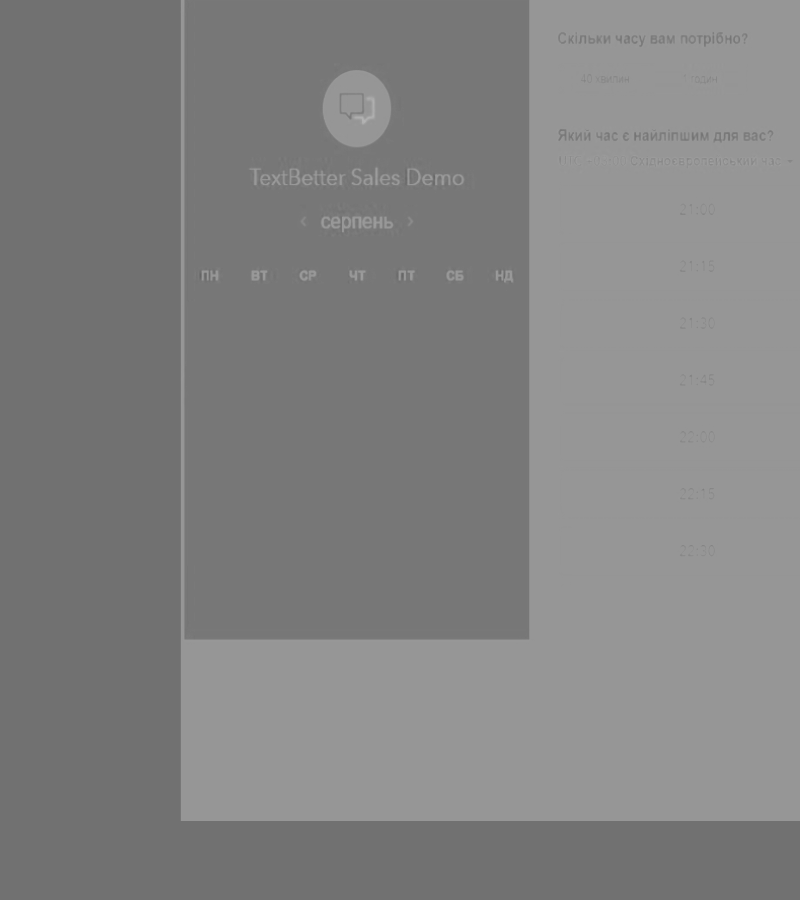 TextBetter Sales Demo
‹ серпень ›
ПН ВТ СР ЧТ ПТ СБ НД
Скільки часу вам потрібно?
40 хвилин 1 годин
Який час є найліпшим для вас?
Східноєвропейський час
21:00
21:15
21:30
21:45
22:00
22:15
22:30